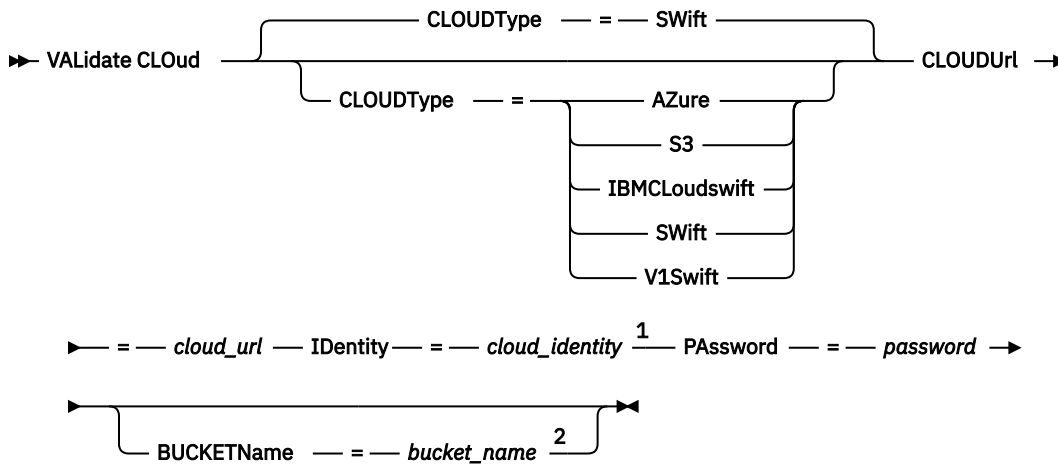 CLOUDType = SWift
VALidate CLOud CLOUDUrl
CLOUDType = AZure
S3
IBMCLoudswift
SWift
V1Swift
= cloud_url IDentity = cloud_identity 1 PAssword = password
BUCKETName = bucket_name 2